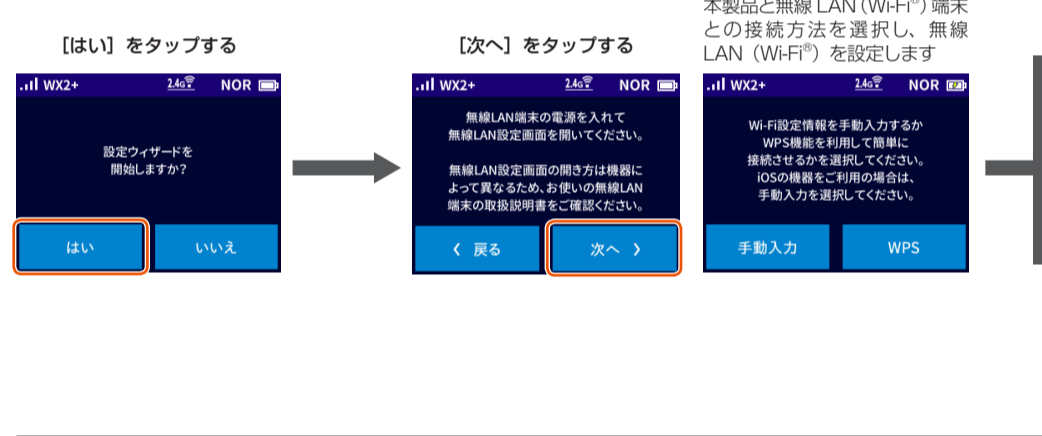 [はい] をタップする
.ııl WX2+ 2.4G NOR
設定ウィザードを
開始しますか?
はい
いいえ
[次へ] をタップする
.ııl WX2+ 2.4G NOR
無線LAN端末の電源を入れて
無線LAN設定画面を開いてください。
無線LAN設定画面の開き方は機器に
よって異なるため、お使いの無線LAN
端末の取扱説明書をご確認ください。
〈 戻る
次へ 〉
本製品と無線 LAN (Wi-Fi®) 端末
との接続方法を選択し、無線
LAN (Wi-Fi®) を設定します
.ııl WX2+ 2.4G NOR
Wi-Fi設定情報を手動入力するか
WPS機能を利用して簡単に
接続させるかを選択してください。
iOSの機器をご利用の場合は、
手動入力を選択してください。
手動入力
WPS